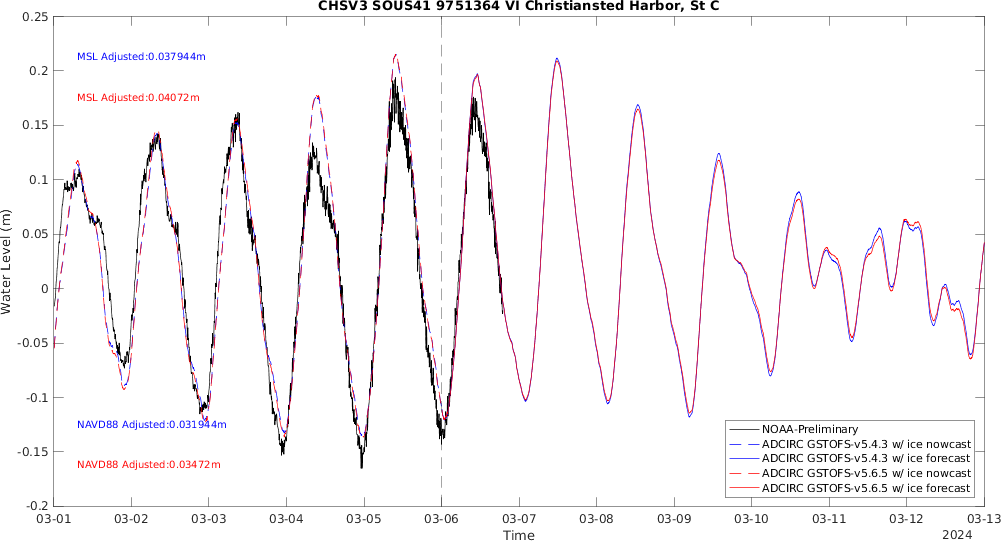 CHSV3 SOUS41 9751364 VI Christiansted Harbor, St C
0.25
0.2
0.15
0.1
0.05
0
-0.05
-0.1
-0.15
-0.2
Water Level (m)
MSL Adjusted:0.037944m
MSL Adjusted:0.04072m
NAVD88 Adjusted:0.031944m
NAVD88 Adjusted:0.03472m
NOAA-Preliminary
ADCIRC GSTOFS-v5.4.3 w/ ice nowcast
ADCIRC GSTOFS-v5.4.3 w/ ice forecast
ADCIRC GSTOFS-v5.6.5 w/ ice nowcast
ADCIRC GSTOFS-v5.6.5 w/ ice forecast
03-01 03-02 03-03 03-04 03-05 03-06 03-07 03-08 03-09 03-10 03-11 03-12 03-13
Time
2024